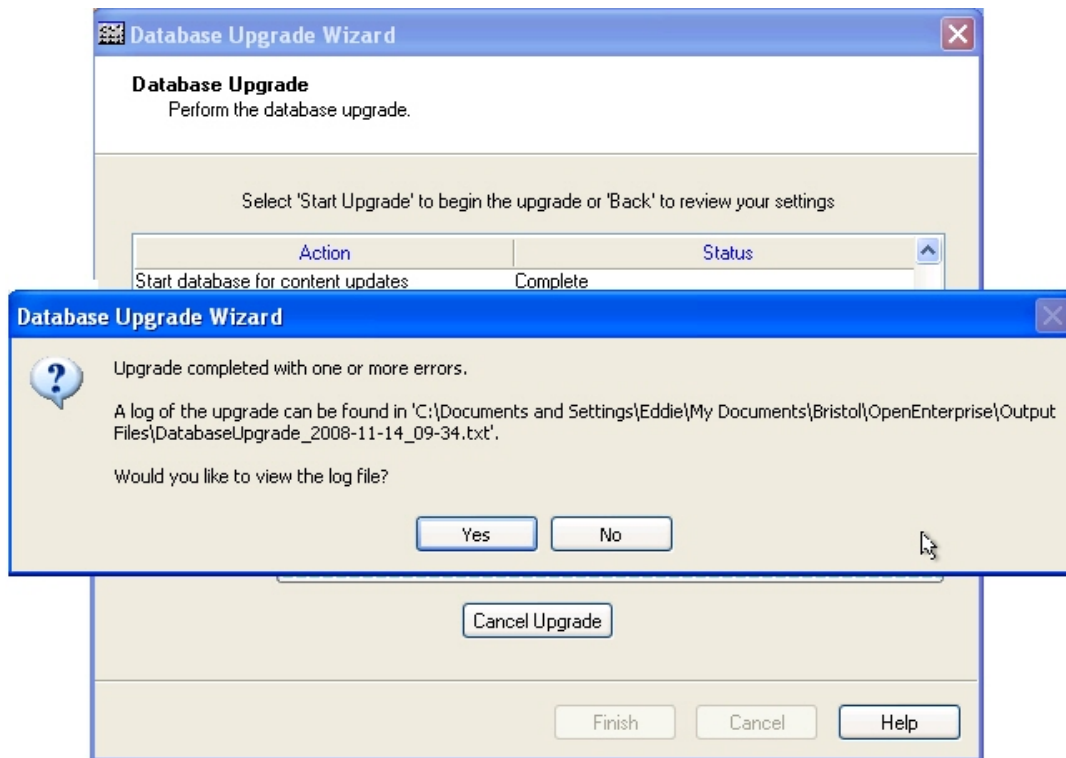 Database Upgrade Wizard
Database Upgrade
Perform the database upgrade.
Select 'Start Upgrade' to begin the upgrade or 'Back' to review your settings
Action Status
Start database for content updates Complete
Database Upgrade Wizard
Upgrade completed with one or more errors.
A log of the upgrade can be found in 'C:\Documents and Settings\Eddie\My Documents\Bristol\OpenEnterprise\Output
Files\DatabaseUpgrade_2008-11-14_09-34.txt'.
Would you like to view the log file?
Yes No
Cancel Upgrade
Finish Cancel Help